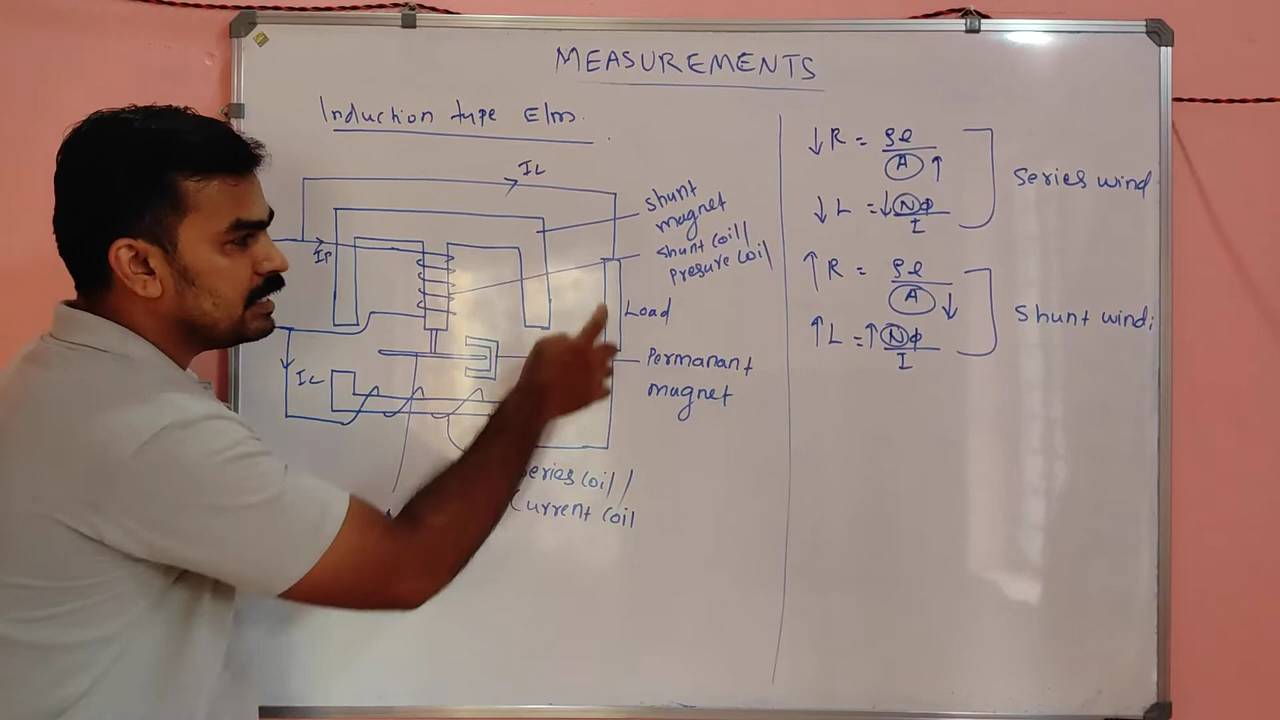 MEASUREMENTS
Induction type Elm.
IL
IP
IL
shunt
magnet
shunt coil/
presure coil
Load
Permanant
magnet
series coil/
Current coil
↓ R = ρl
A ↑
↓ L = ↓ Nϕ
I
Series wind
↑ R = ρl
A ↓
↑ L = ↑ Nϕ
I
Shunt windi